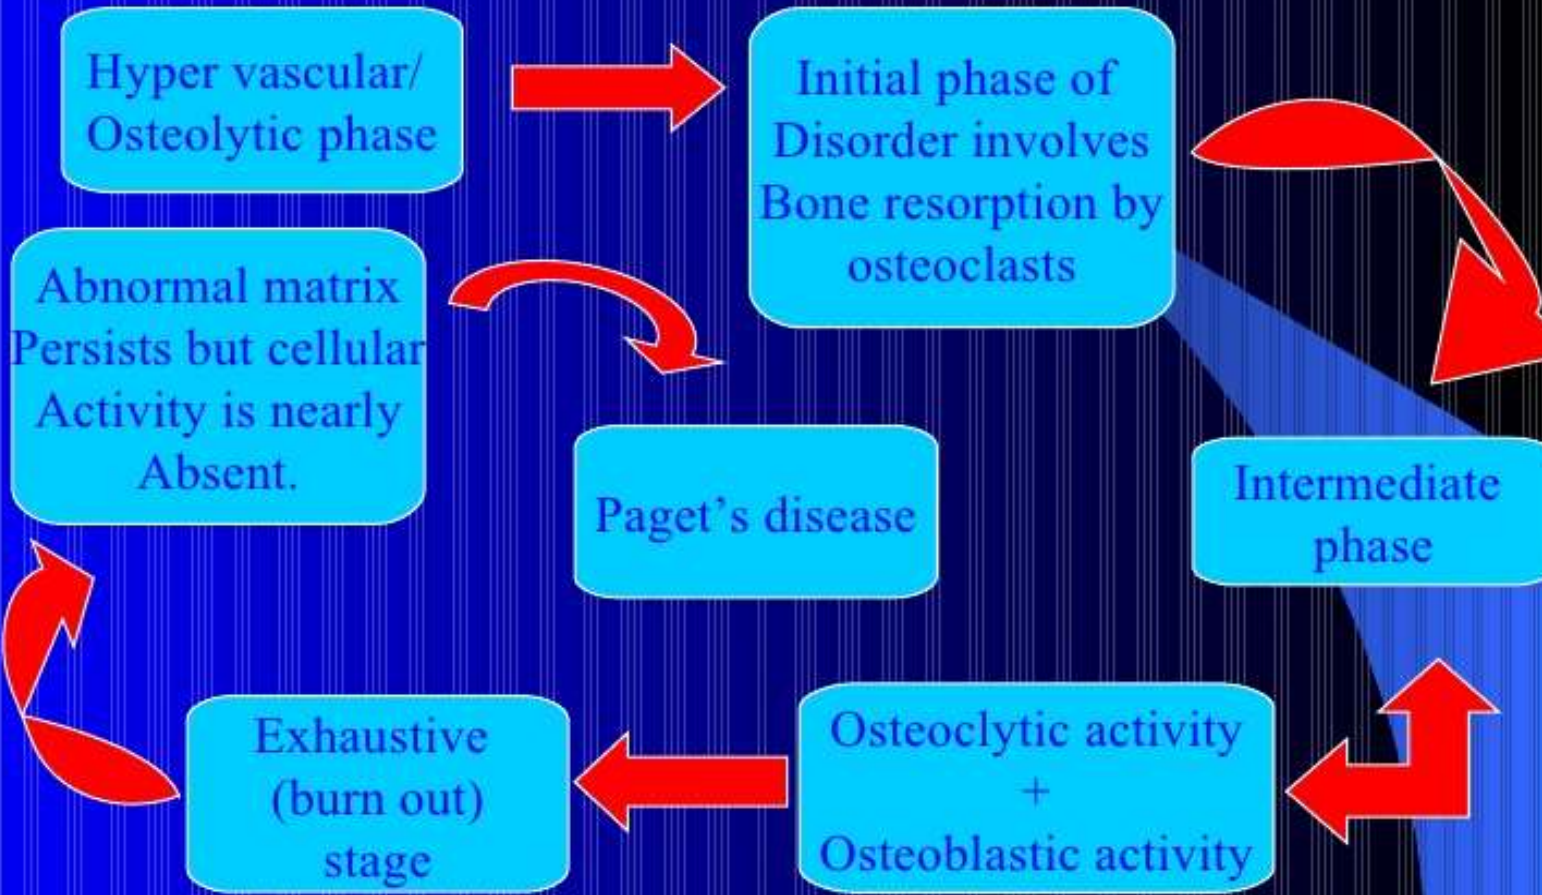 Hyper vascular/
Osteolytic phase
Initial phase of
Disorder involves
Bone resorption by
osteoclasts
Intermediate
phase
Osteoclytic activity
+
Osteoblastic activity
Exhaustive
(burn out)
stage
Abnormal matrix
Persists but cellular
Activity is nearly
Absent.
Paget’s disease